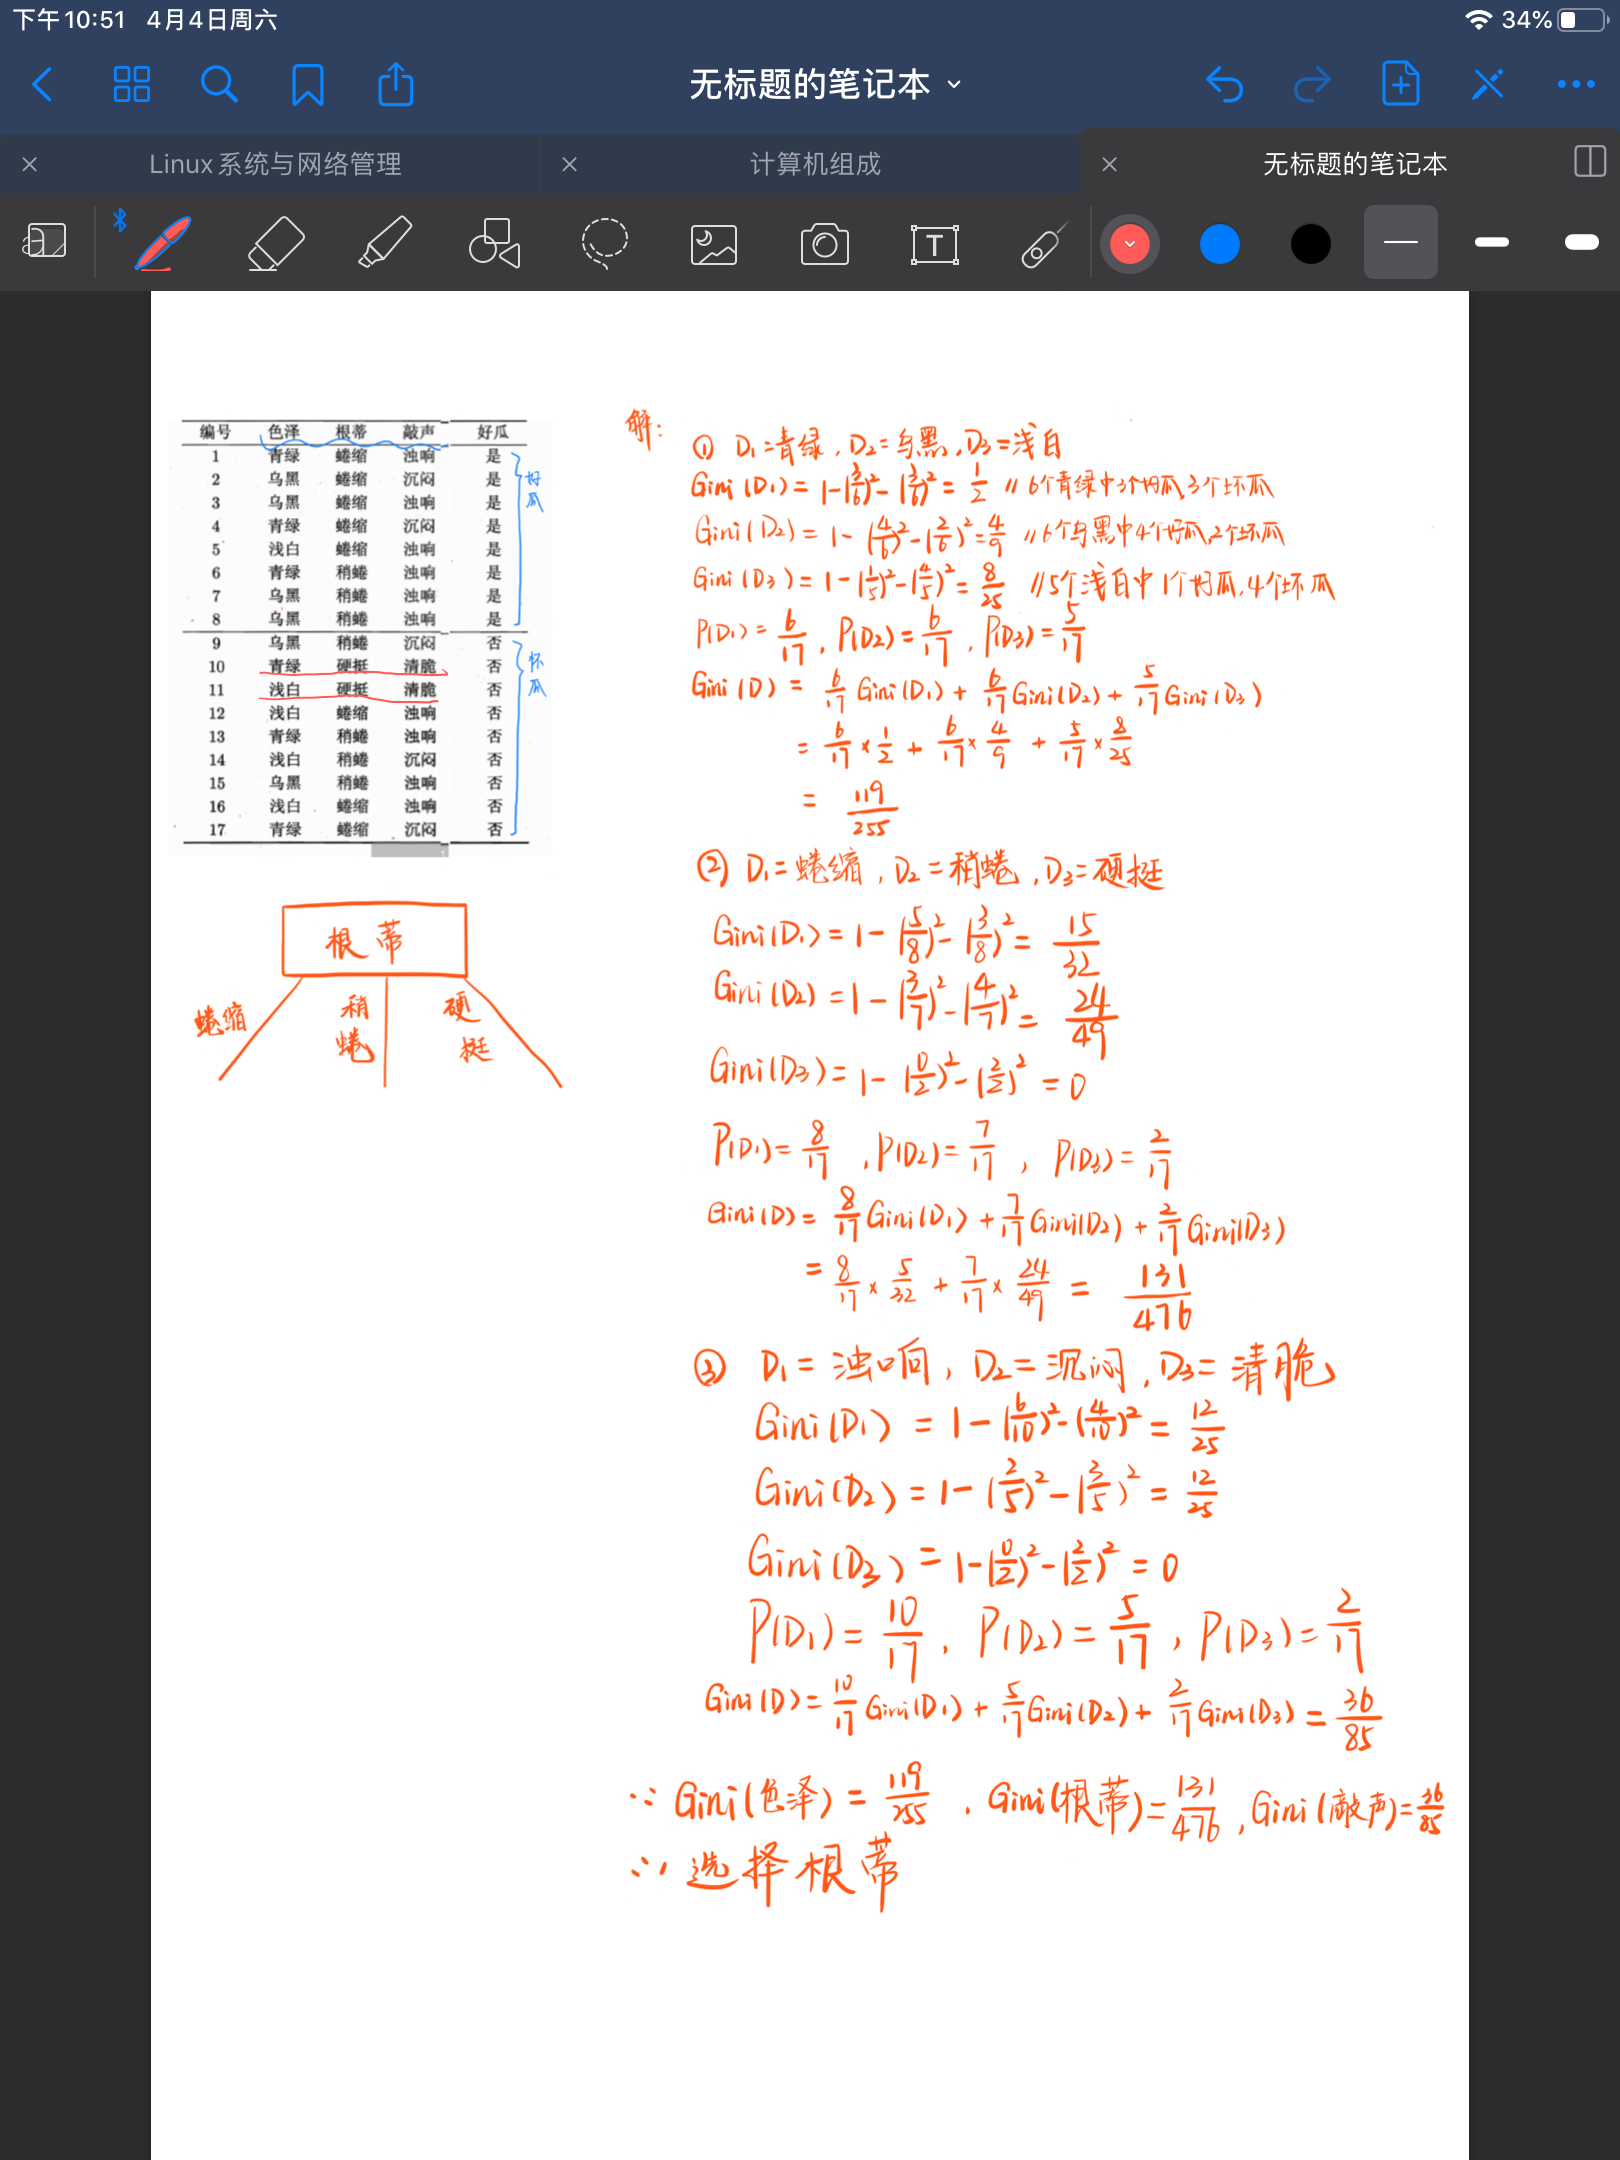 下午10:51 4月4日周六 34%
无标题的笔记本
Linux系统与网络管理 计算机组成 无标题的笔记本
编号 色泽 根蒂 敲声 好瓜
1 青绿 蜷缩 浊响 是
2 乌黑 蜷缩 沉闷 是
3 乌黑 蜷缩 浊响 是
4 青绿 蜷缩 沉闷 是
5 浅白 蜷缩 浊响 是
6 青绿 稍蜷 浊响 是
7 乌黑 稍蜷 浊响 是
8 乌黑 稍蜷 浊响 是
9 乌黑 稍蜷 沉闷 否
10 青绿 硬挺 清脆 否
11 浅白 硬挺 清脆 否
12 浅白 蜷缩 浊响 否
13 青绿 稍蜷 浊响 否
14 浅白 稍蜷 沉闷 否
15 乌黑 稍蜷 浊响 否
16 浅白 蜷缩 浊响 否
17 青绿 蜷缩 沉闷 否
好瓜
坏瓜
根蒂
蜷缩 稍蜷 硬挺
解:
① D1=青绿, D2=乌黑, D3=浅白
Gini(D1)=1-(3/6)²-(3/6)²=1/2 //6个青绿中3个好瓜,3个坏瓜
Gini(D2)=1-(4/6)²-(2/6)²=4/9 //6个乌黑中4个好瓜,2个坏瓜
Gini(D3)=1-(1/5)²-(4/5)²=8/25 //5个浅白中1个好瓜,4个坏瓜
P(D1)=6/17, P(D2)=6/17, P(D3)=5/17
Gini(D)=6/17 Gini(D1)+6/17 Gini(D2)+5/17 Gini(D3)
=6/17×1/2+6/17×4/9+5/17×8/25
=119/255
② D1=蜷缩, D2=稍蜷, D3=硬挺
Gini(D1)=1-(5/8)²-(3/8)²=15/32
Gini(D2)=1-(3/7)²-(4/7)²=24/49
Gini(D3)=1-(0/2)²-(2/2)²=0
P(D1)=8/17, P(D2)=7/17, P(D3)=2/17
Gini(D)=8/17 Gini(D1)+7/17 Gini(D2)+2/17 Gini(D3)
=8/17×5/32+7/17×24/49=131/476
③ D1=浊响, D2=沉闷, D3=清脆
Gini(D1)=1-(6/10)²-(4/10)²=12/25
Gini(D2)=1-(2/5)²-(3/5)²=12/25
Gini(D3)=1-(0/2)²-(2/2)²=0
P(D1)=10/17, P(D2)=5/17, P(D3)=2/17
Gini(D)=10/17 Gini(D1)+5/17 Gini(D2)+2/17 Gini(D3)=36/85
∵Gini(色泽)=119/255, Gini(根蒂)=131/476, Gini(敲声)=36/85
∴选择根蒂